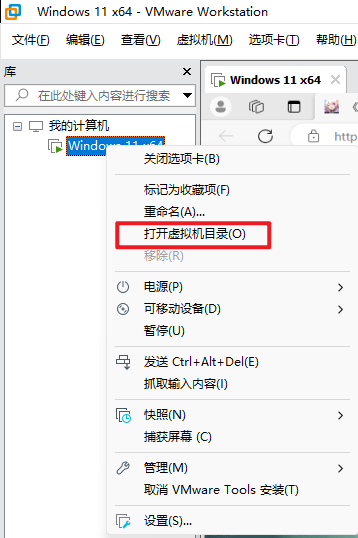 Windows 11 x64 - VMware Workstation
文件(F) 编辑(E) 查看(V) 虚拟机(M) 选项卡(T) 帮助(H)
库
在此处键入内容进行搜索
Windows 11 x64
我的计算机
Windows 11 x64
http
关闭选项卡(B)
标记为收藏项(F)
重命名(A)...
打开虚拟机目录(O)
移除(R)
电源(P)
可移动设备(D)
暂停(U)
发送 Ctrl+Alt+Del(E)
抓取输入内容(I)
快照(N)
捕获屏幕 (C)
管理(M)
取消 VMware Tools 安装(T)
设置(S)...